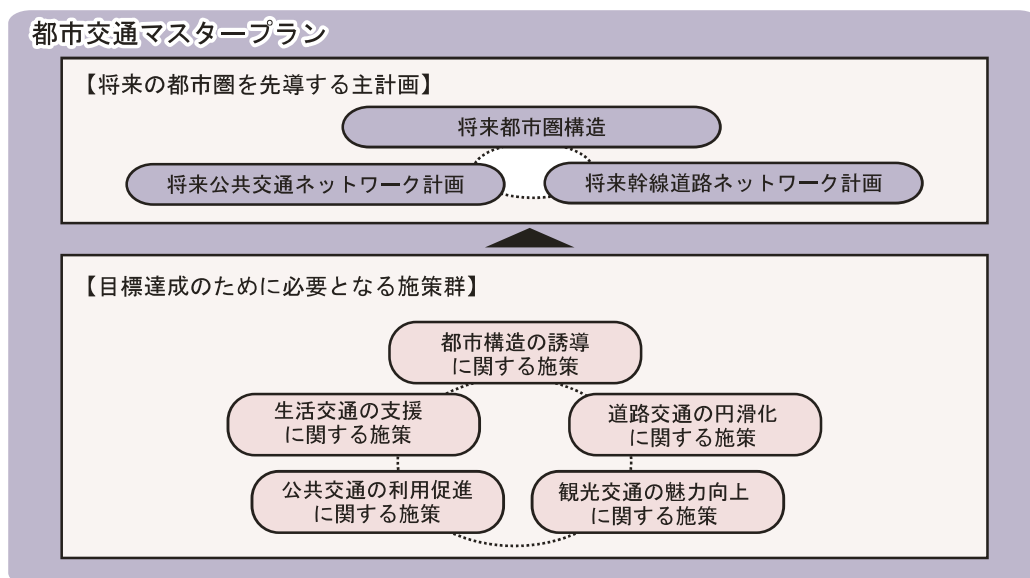 都市交通マスタープラン
【将来の都市圏を先導する主計画】
将来都市圏構造
将来公共交通ネットワーク計画
将来幹線道路ネットワーク計画
【目標達成のために必要となる施策群】
都市構造の誘導
に関する施策
生活交通の支援
に関する施策
道路交通の円滑化
に関する施策
公共交通の利用促進
に関する施策
観光交通の魅力向上
に関する施策